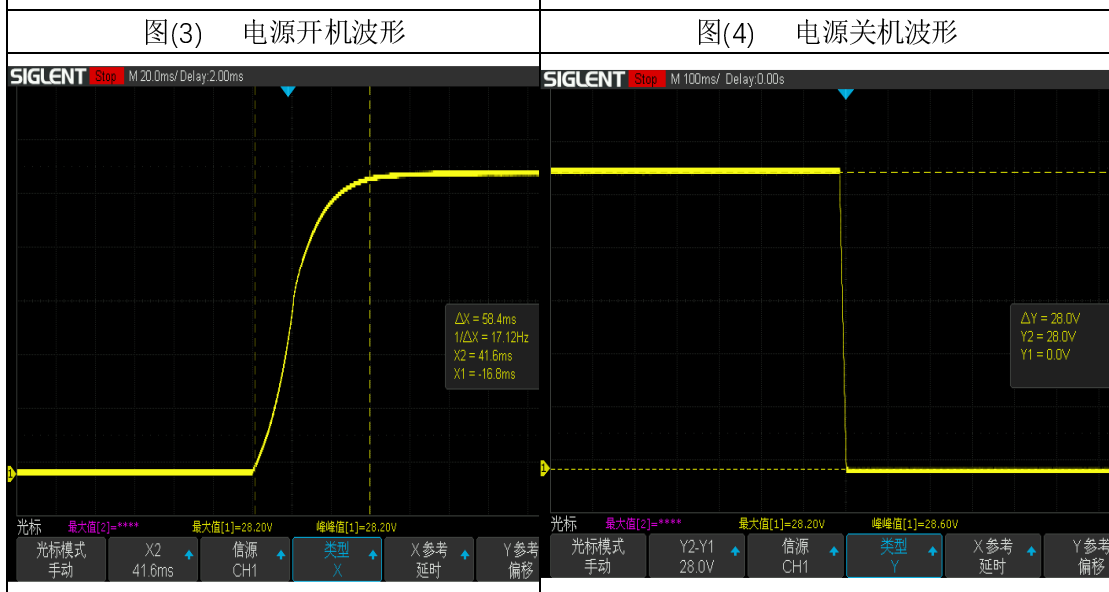 图(3) 电源开机波形
SIGLENT Stop M 20.0ms/ Delay:2.00ms
ΔX = 58.4ms
1/ΔX = 17.12Hz
X2 = 41.6ms
X1 = -16.8ms
1
光标 最大值[2]=**** 最大值[1]=28.20V 峰峰值[1]=28.20V
光标模式 X2 信源 类型 X参考 Y参考
手动 41.6ms CH1 X 延时 偏移
图(4) 电源关机波形
SIGLENT Stop M 100ms/ Delay:0.00s
ΔY = 28.0V
Y2 = 28.0V
Y1 = 0.0V
1
光标 最大值[2]=**** 最大值[1]=28.20V 峰峰值[1]=28.60V
光标模式 Y2-Y1 信源 类型 X参考 Y参考
手动 28.0V CH1 Y 延时 偏移